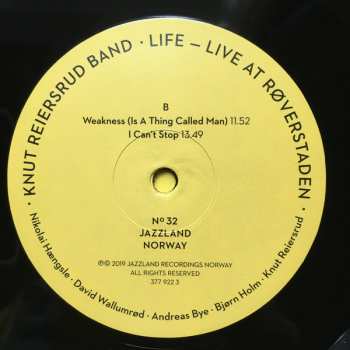 KNUT REIERSRUD BAND · LIFE – LIVE AT RØVERSTADEN ·
B
Weakness (Is A Thing Called Man) 11.52
I Can't Stop 13.49
Nº 32
JAZZLAND
NORWAY
℗© 2019 JAZZLAND RECORDINGS NORWAY
ALL RIGHTS RESERVED
377 922 3
Nikolai Hængsle · David Wallumrød · Andreas Bye · Bjørn Holm · Knut Reiersrud